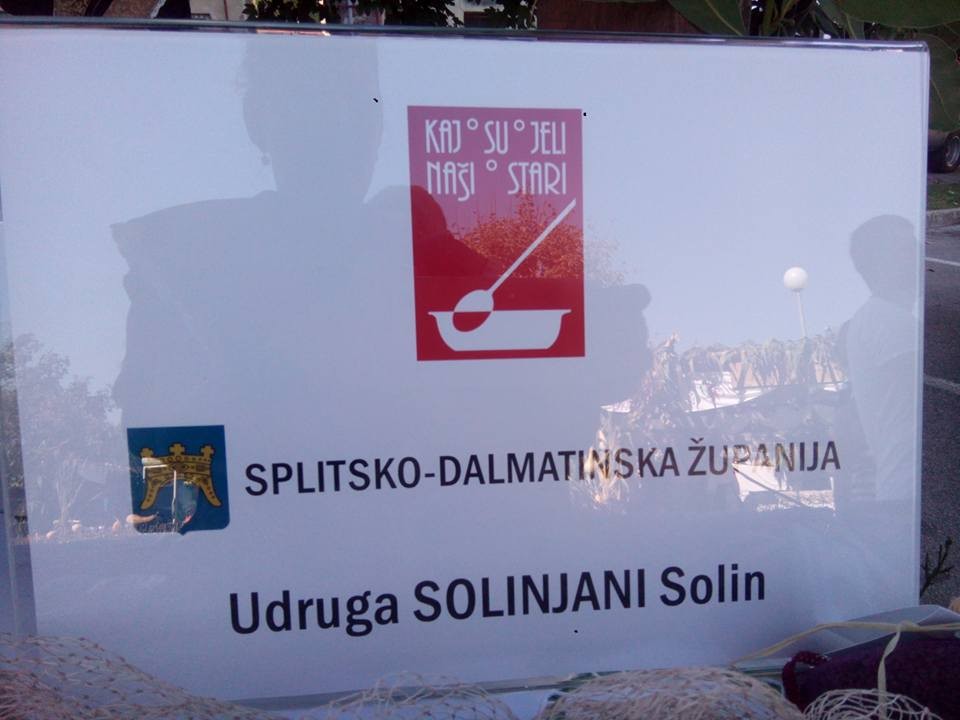 KAJ° SU° JELI
NAŠI° STARI
SPLITSKO-DALMATINSKA ŽUPANIJA
Udruga SOLINJANI Solin